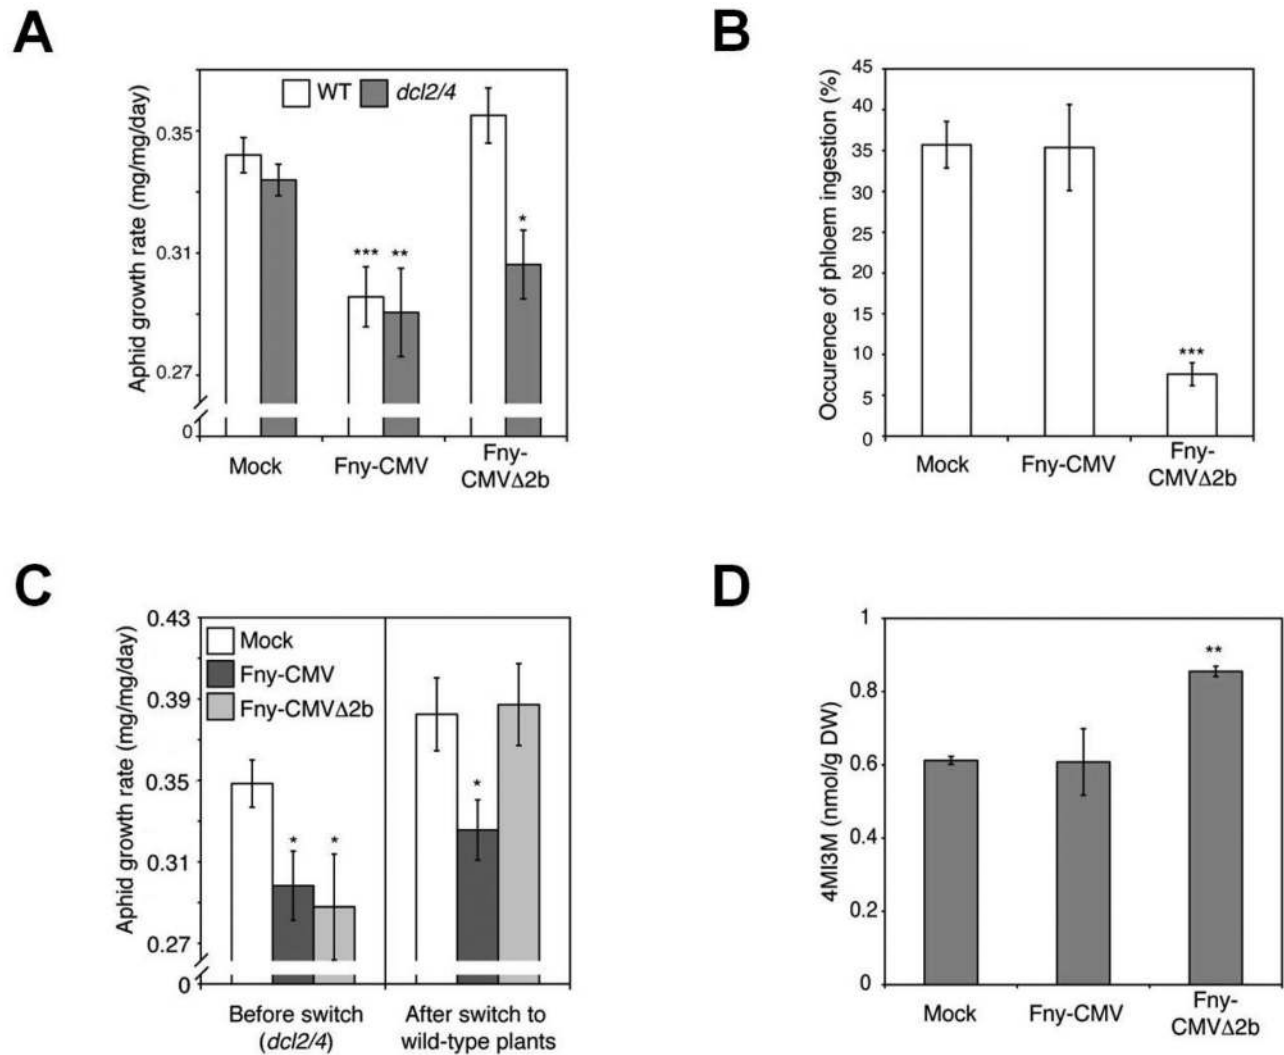 A
Aphid growth rate (mg/mg/day)
WT dcl2/4
0.35
0.31
0.27
0
*** ** *
Mock Fny-CMV Fny-
CMVΔ2b
B
Occurence of phloem ingestion (%)
45
40
35
30
25
20
15
10
5
0
***
Mock Fny-CMV Fny-
CMVΔ2b
C
Aphid growth rate (mg/mg/day)
0.43
0.39
0.35
0.31
0.27
0
Mock
Fny-CMV
Fny-CMVΔ2b
* * *
Before switch
(dcl2/4)
After switch to
wild-type plants
D
4MI3M (nmol/g DW)
1
0.8
0.6
0.4
0.2
0
**
Mock Fny-CMV Fny-
CMVΔ2b